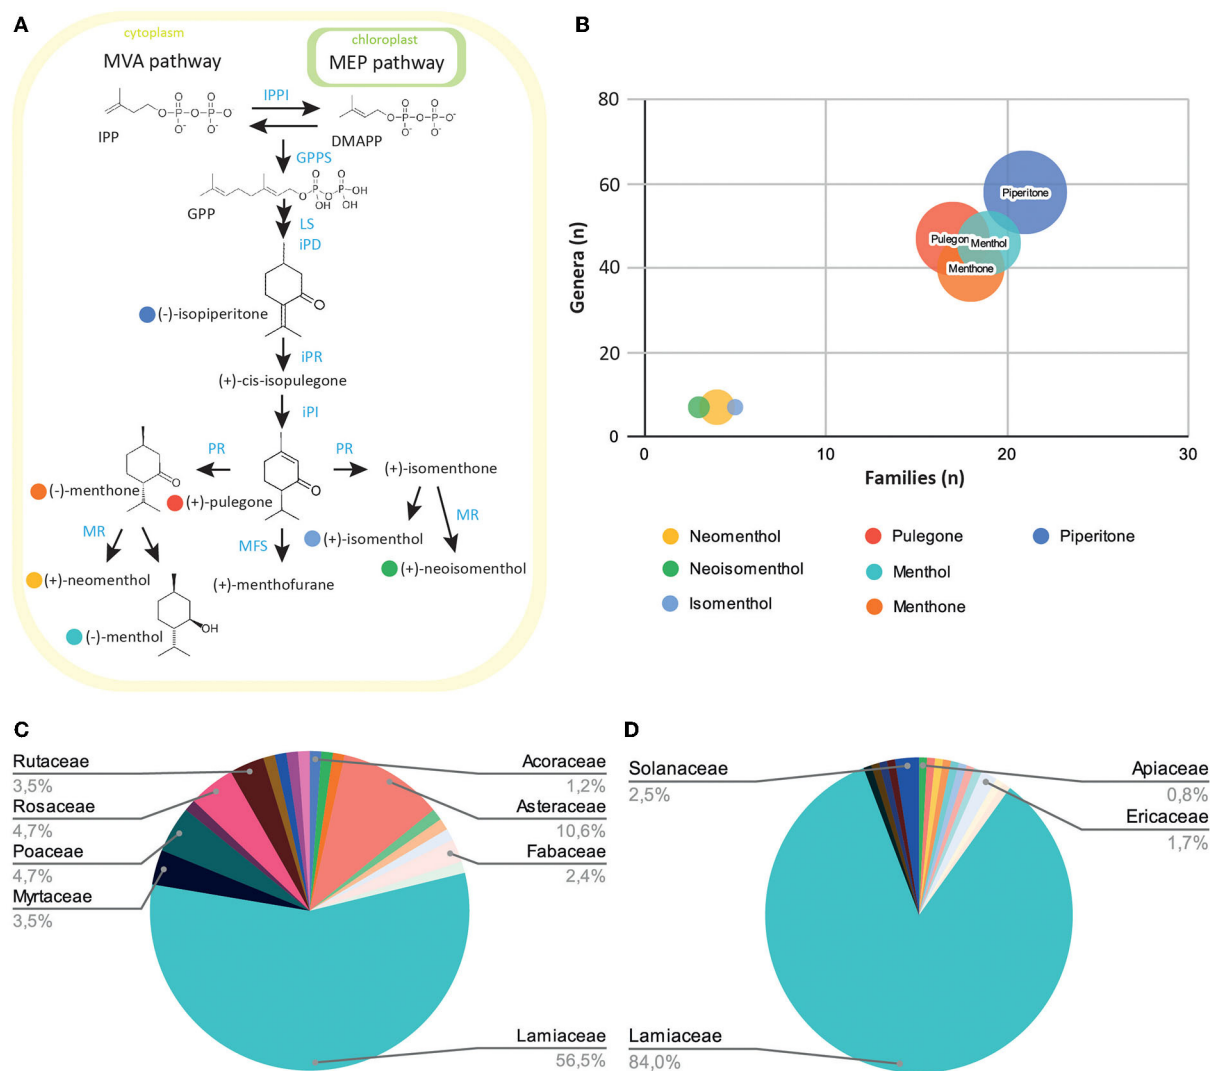 A
cytoplasm
MVA pathway
chloroplast
MEP pathway
IPPI
O O
O P O P O-
O- O-
IPP
O O
O P O P O-
O- O-
DMAPP
GPPS
O O
O P O P OH
OH OH
GPP
LS
iPD
O
(-)-isopiperitone
iPR
(+)-cis-isopulegone
iPI
PR
PR
O
O
(-)-menthone
(+)-pulegone
(+)-isomenthone
MR
MFS
MR
(+)-isomenthol
(+)-neomenthol
(+)-menthofurane
(+)-neoisomenthol
OH
(-)-menthol
B
80
60
40
20
0
Genera (n)
Piperitone
Pulegon
Menthol
Menthone
0 10 20 30
Families (n)
Neomenthol
Neoisomenthol
Isomenthol
Pulegone
Menthol
Menthone
Piperitone
C
Rutaceae
3,5%
Rosaceae
4,7%
Poaceae
4,7%
Myrtaceae
3,5%
Acoraceae
1,2%
Asteraceae
10,6%
Fabaceae
2,4%
Lamiaceae
56,5%
D
Solanaceae
2,5%
Apiaceae
0,8%
Ericaceae
1,7%
Lamiaceae
84,0%